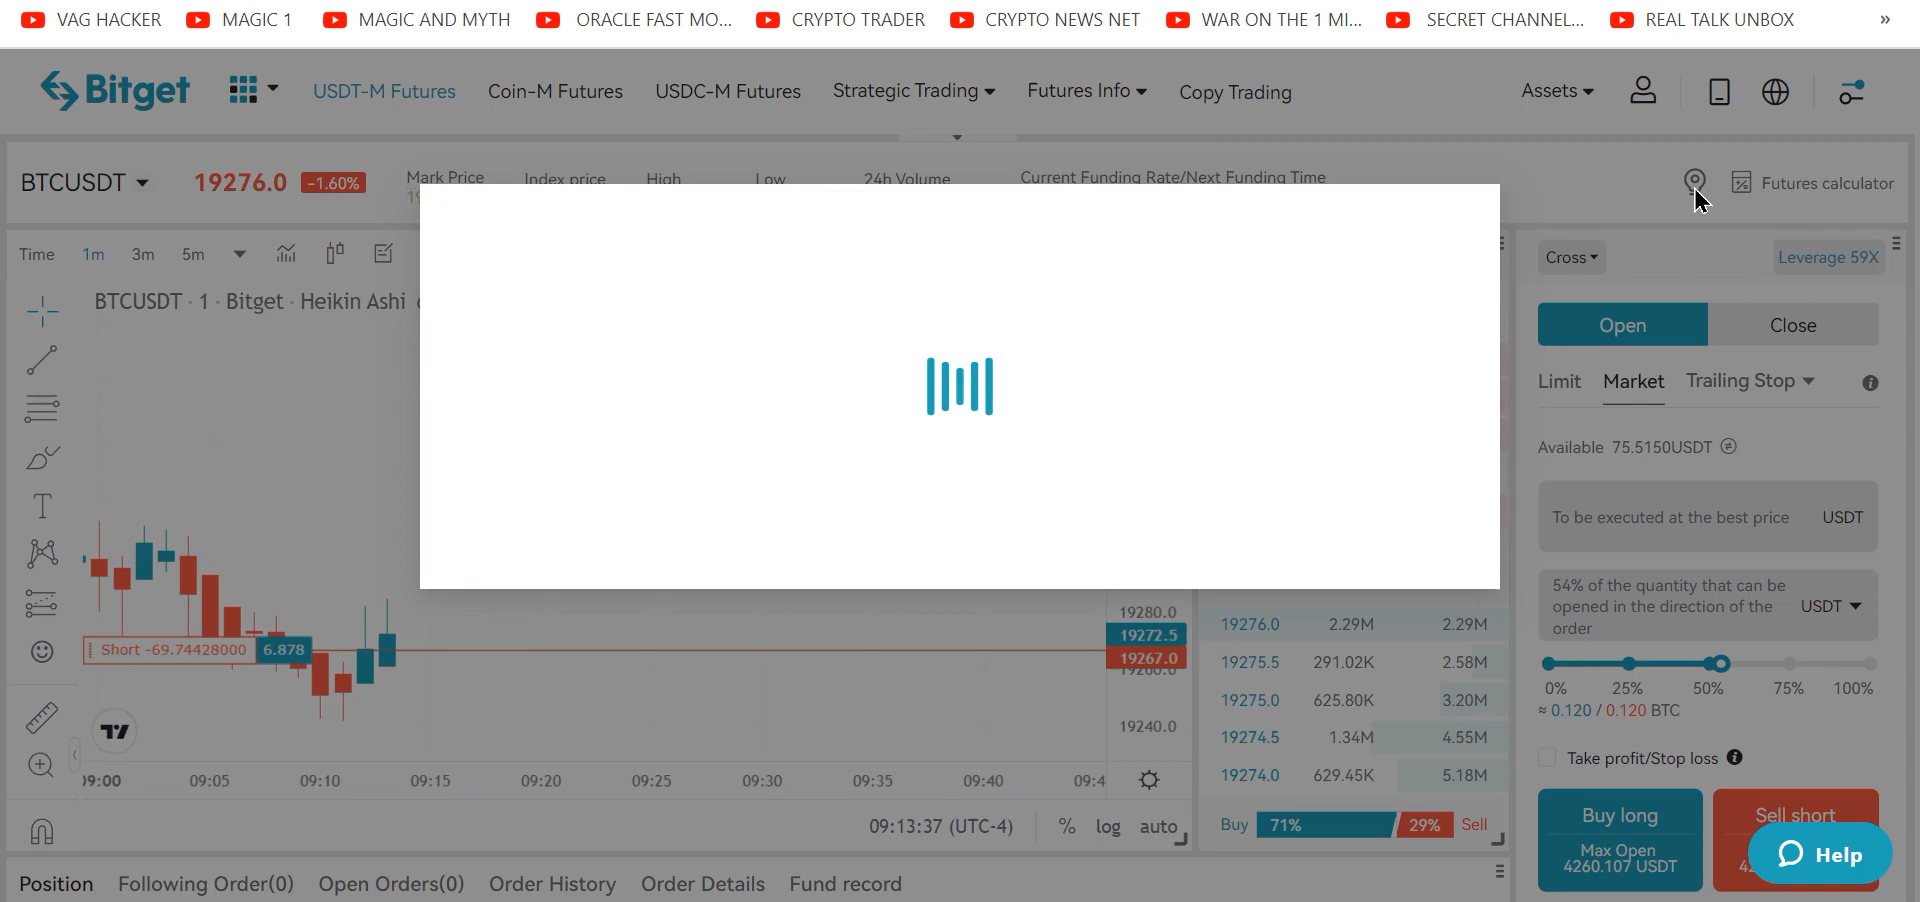 VAG HACKER MAGIC 1 MAGIC AND MYTH ORACLE FAST MO... CRYPTO TRADER CRYPTO NEWS NET WAR ON THE 1 MI... SECRET CHANNEL... REAL TALK UNBOX »
Bitget USDT-M Futures Coin-M Futures USDC-M Futures Strategic Trading Futures Info Copy Trading Assets
BTCUSDT 19276.0 -1.60% Mark Price Index price High Low 24h Volume Current Funding Rate/Next Funding Time Futures calculator
Time 1m 3m 5m
BTCUSDT · 1 · Bitget · Heikin Ashi
Short -69.74428000 6.878
19280.0
19272.5
19267.0
19240.0
09:05 09:10 09:15 09:20 09:25 09:30 09:35 09:40
09:13:37 (UTC-4) % log auto
19276.0 2.29M 2.29M
19275.5 291.02K 2.58M
19275.0 625.80K 3.20M
19274.5 1.34M 4.55M
19274.0 629.45K 5.18M
Buy 71% 29% Sell
Cross Leverage 59X
Open Close
Limit Market Trailing Stop
Available 75.5150USDT
To be executed at the best price USDT
54% of the quantity that can be
opened in the direction of the USDT
order
0% 25% 50% 75% 100%
≈ 0.120 / 0.120 BTC
Take profit/Stop loss
Buy long Sell short
Max Open
4260.107 USDT
Help
Position Following Order(0) Open Orders(0) Order History Order Details Fund record